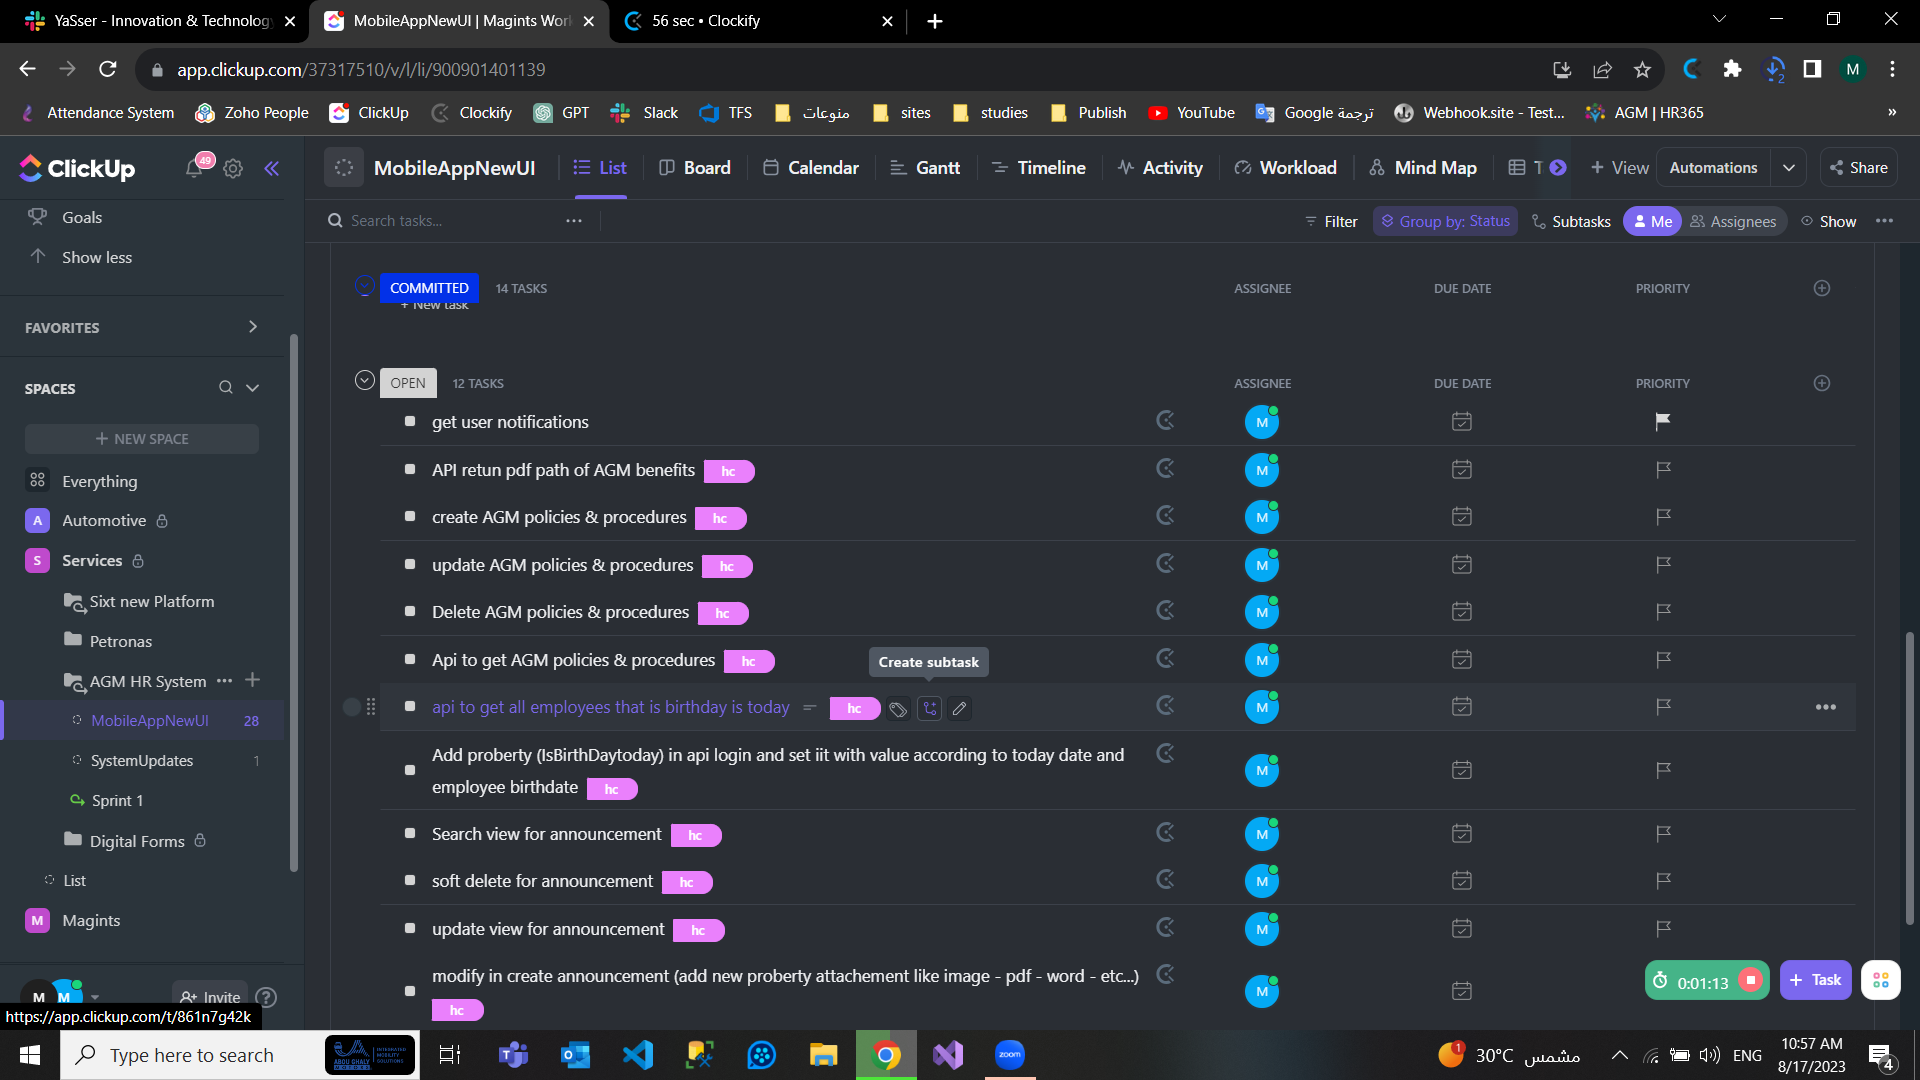 YaSser - Innovation & Technology
MobileAppNewUI | Magints Work
56 sec • Clockify
app.clickup.com/37317510/v/l/li/900901401139
M
2
Attendance System
Zoho People
ClickUp
Clockify
GPT
Slack
TFS
منوعات
sites
studies
Publish
YouTube
Google ترجمة
Webhook.site - Test...
AGM | HR365
»
ClickUp
49
MobileAppNewUI
List
Board
Calendar
Gantt
Timeline
Activity
Workload
Mind Map
T
+ View
Automations
Share
Goals
Show less
Search tasks...
Filter
Group by: Status
Subtasks
Me
Assignees
Show
FAVORITES
SPACES
+ NEW SPACE
Everything
A Automotive
S Services
Sixt new Platform
Petronas
AGM HR System
MobileAppNewUI 28
SystemUpdates 1
Sprint 1
Digital Forms
List
M Magints
M M
Invite
?
https://app.clickup.com/t/861n7g42k
COMMITTED 14 TASKS ASSIGNEE DUE DATE PRIORITY
+ New task
OPEN 12 TASKS ASSIGNEE DUE DATE PRIORITY
get user notifications M
API retun pdf path of AGM benefits hc M
create AGM policies & procedures hc M
update AGM policies & procedures hc M
Delete AGM policies & procedures hc M
Api to get AGM policies & procedures hc M
Create subtask
api to get all employees that is birthday is today hc M
Add proberty (IsBirthDaytoday) in api login and set iit with value according to today date and
employee birthdate hc M
Search view for announcement hc M
soft delete for announcement hc M
update view for announcement hc M
modify in create announcement (add new proberty attachement like image - pdf - word - etc...)
hc M
0:01:13
+ Task
Type here to search
zoom
1
30°C مشمس
ENG
10:57 AM
8/17/2023
4